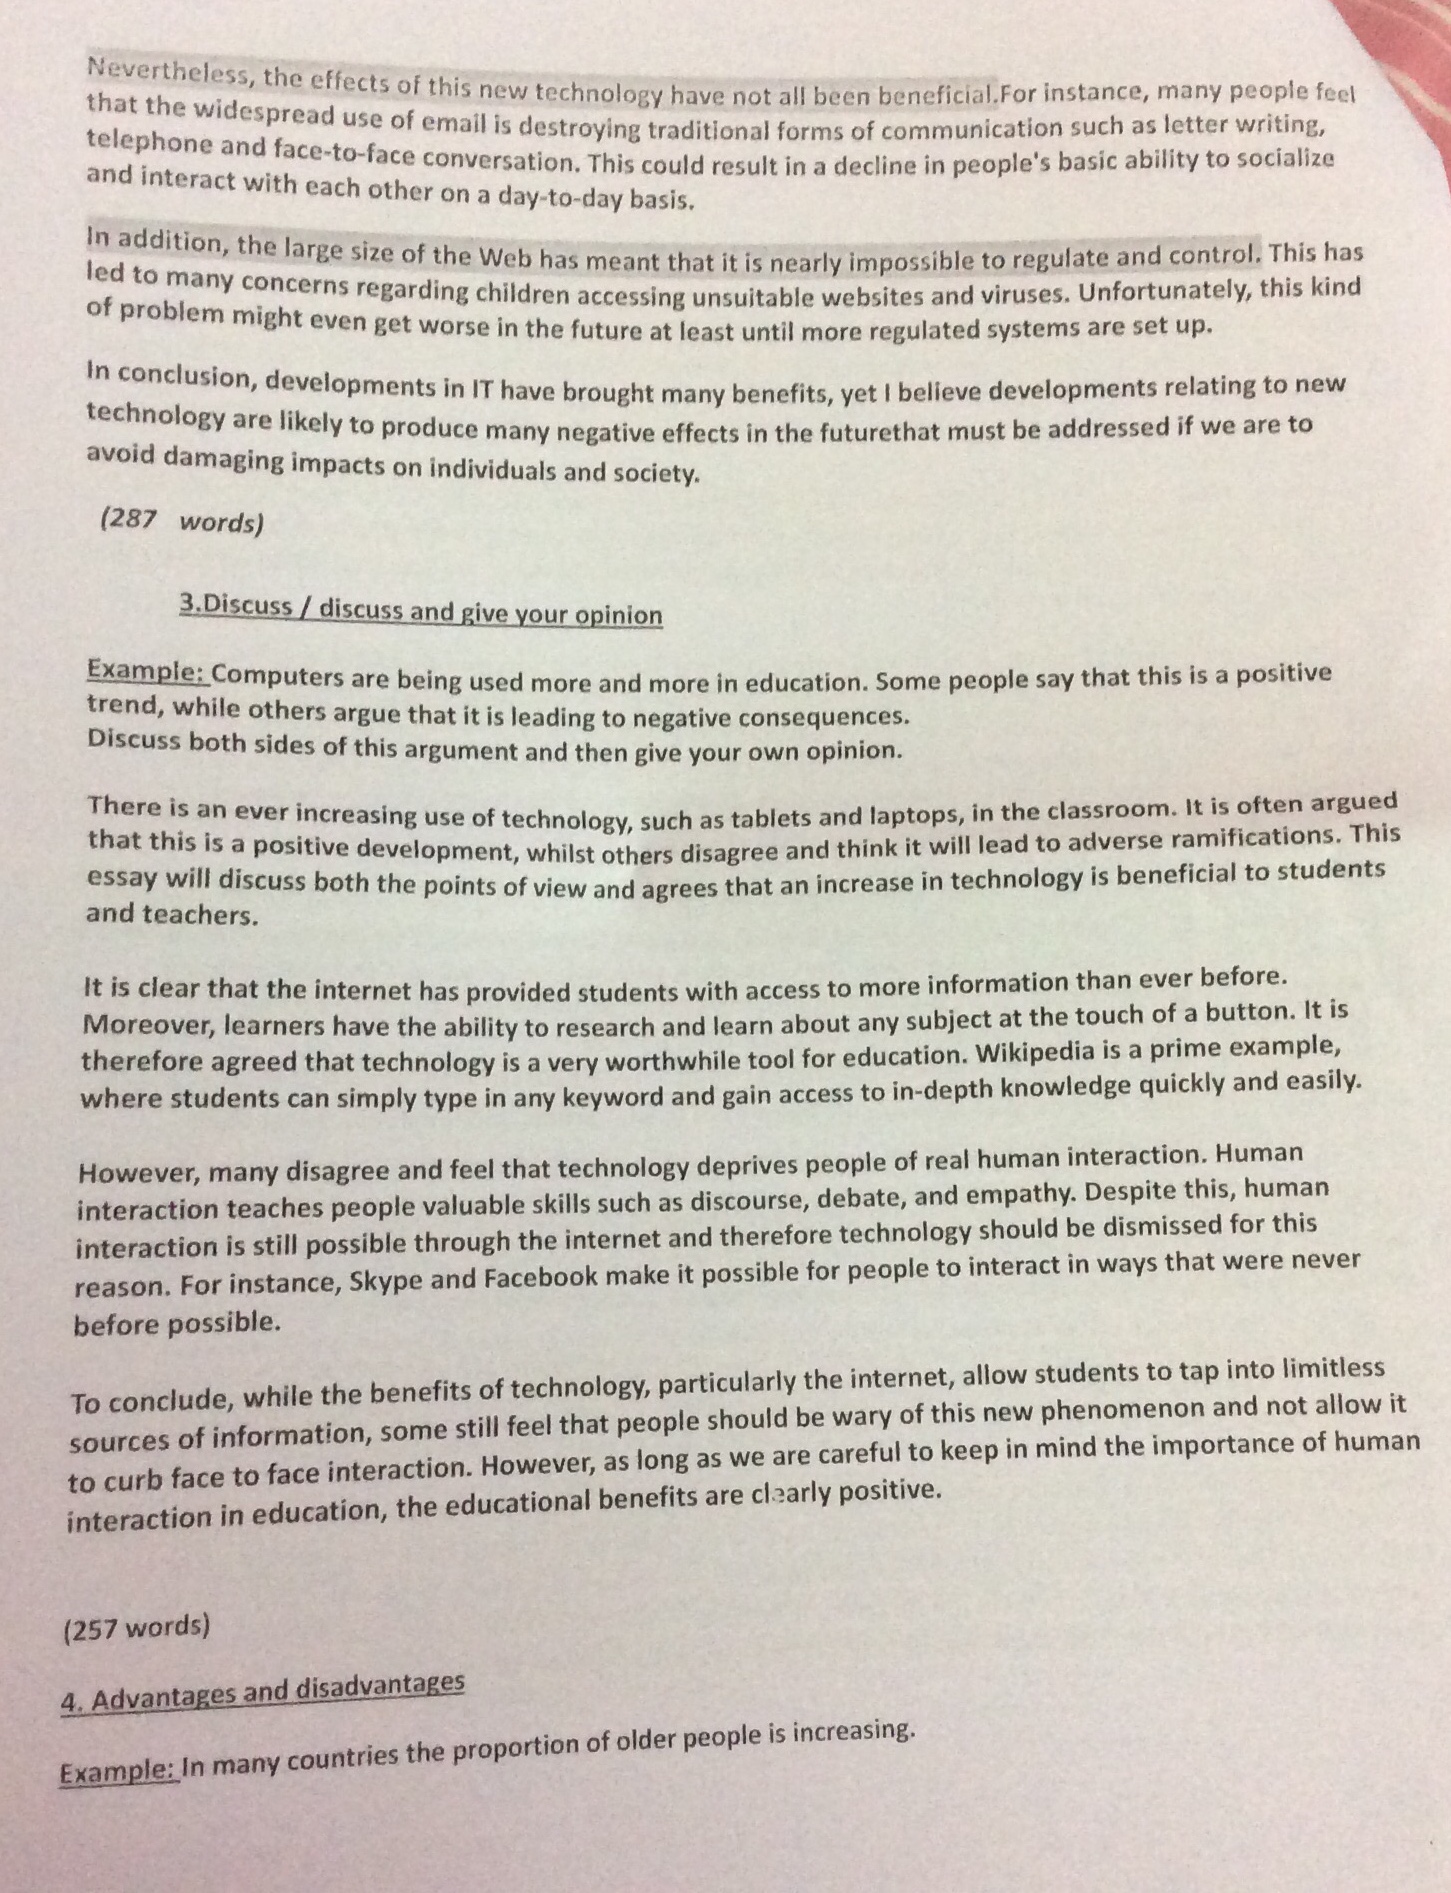 Nevertheless, the effects of this new technology have not all been beneficial.For instance, many people feel
that the widespread use of email is destroying traditional forms of communication such as letter writing,
telephone and face-to-face conversation. This could result in a decline in people's basic ability to socialize
and interact with each other on a day-to-day basis.
In addition, the large size of the Web has meant that it is nearly impossible to regulate and control. This has
led to many concerns regarding children accessing unsuitable websites and viruses. Unfortunately, this kind
of problem might even get worse in the future at least until more regulated systems are set up.
In conclusion, developments in IT have brought many benefits, yet I believe developments relating to new
technology are likely to produce many negative effects in the futurethat must be addressed if we are to
avoid damaging impacts on individuals and society.
(287 words)
3.Discuss / discuss and give your opinion
Example: Computers are being used more and more in education. Some people say that this is a positive
trend, while others argue that it is leading to negative consequences.
Discuss both sides of this argument and then give your own opinion.
There is an ever increasing use of technology, such as tablets and laptops, in the classroom. It is often argued
that this is a positive development, whilst others disagree and think it will lead to adverse ramifications. This
essay will discuss both the points of view and agrees that an increase in technology is beneficial to students
and teachers.
It is clear that the internet has provided students with access to more information than ever before.
Moreover, learners have the ability to research and learn about any subject at the touch of a button. It is
therefore agreed that technology is a very worthwhile tool for education. Wikipedia is a prime example,
where students can simply type in any keyword and gain access to in-depth knowledge quickly and easily.
However, many disagree and feel that technology deprives people of real human interaction. Human
interaction teaches people valuable skills such as discourse, debate, and empathy. Despite this, human
interaction is still possible through the internet and therefore technology should be dismissed for this
reason. For instance, Skype and Facebook make it possible for people to interact in ways that were never
before possible.
To conclude, while the benefits of technology, particularly the internet, allow students to tap into limitless
sources of information, some still feel that people should be wary of this new phenomenon and not allow it
to curb face to face interaction. However, as long as we are careful to keep in mind the importance of human
interaction in education, the educational benefits are clearly positive.
(257 words)
4. Advantages and disadvantages
Example: In many countries the proportion of older people is increasing.